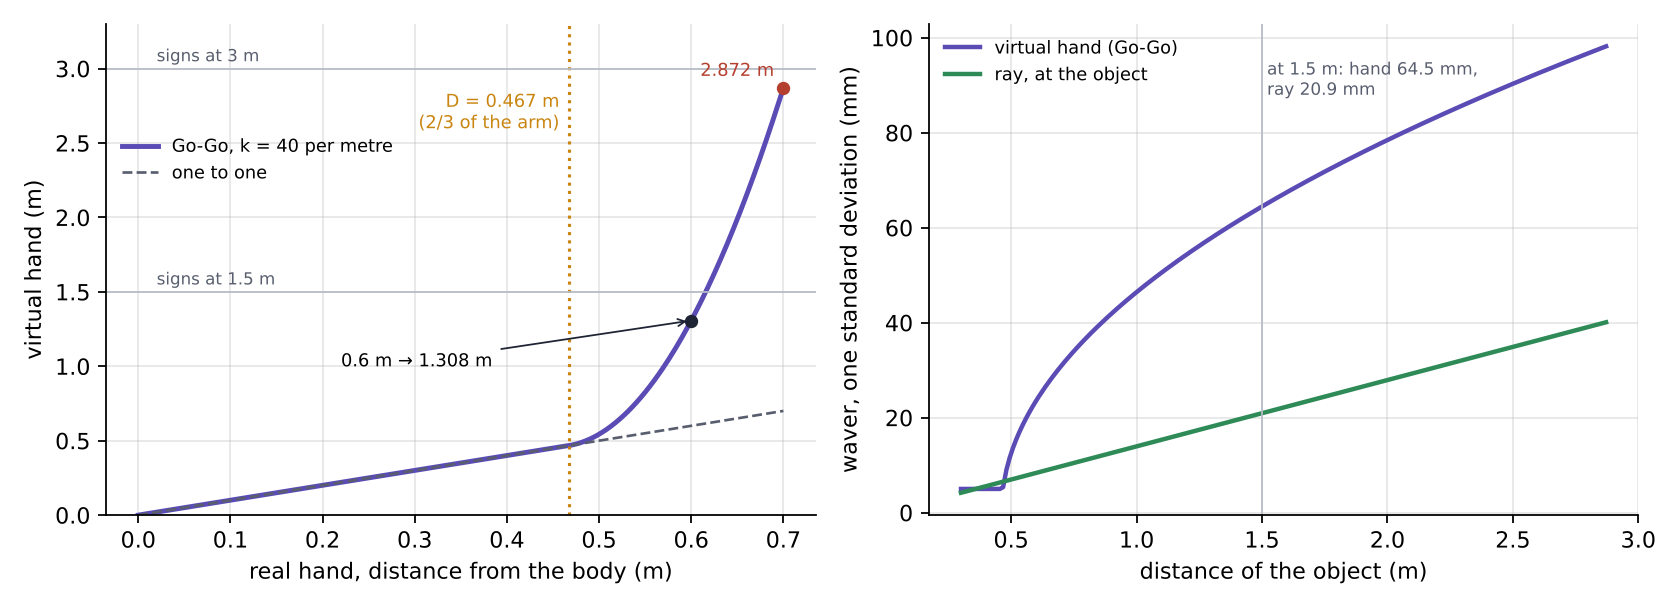 signs at 3 m
2.872 m
D = 0.467 m
(2/3 of the arm)
Go-Go, k = 40 per metre
one to one
signs at 1.5 m
0.6 m → 1.308 m
3.0
2.5
2.0
1.5
1.0
0.5
0.0
virtual hand (m)
0.0 0.1 0.2 0.3 0.4 0.5 0.6 0.7
real hand, distance from the body (m)
virtual hand (Go-Go)
ray, at the object
at 1.5 m: hand 64.5 mm,
ray 20.9 mm
100
80
60
40
20
0
waver, one standard deviation (mm)
0.5 1.0 1.5 2.0 2.5 3.0
distance of the object (m)